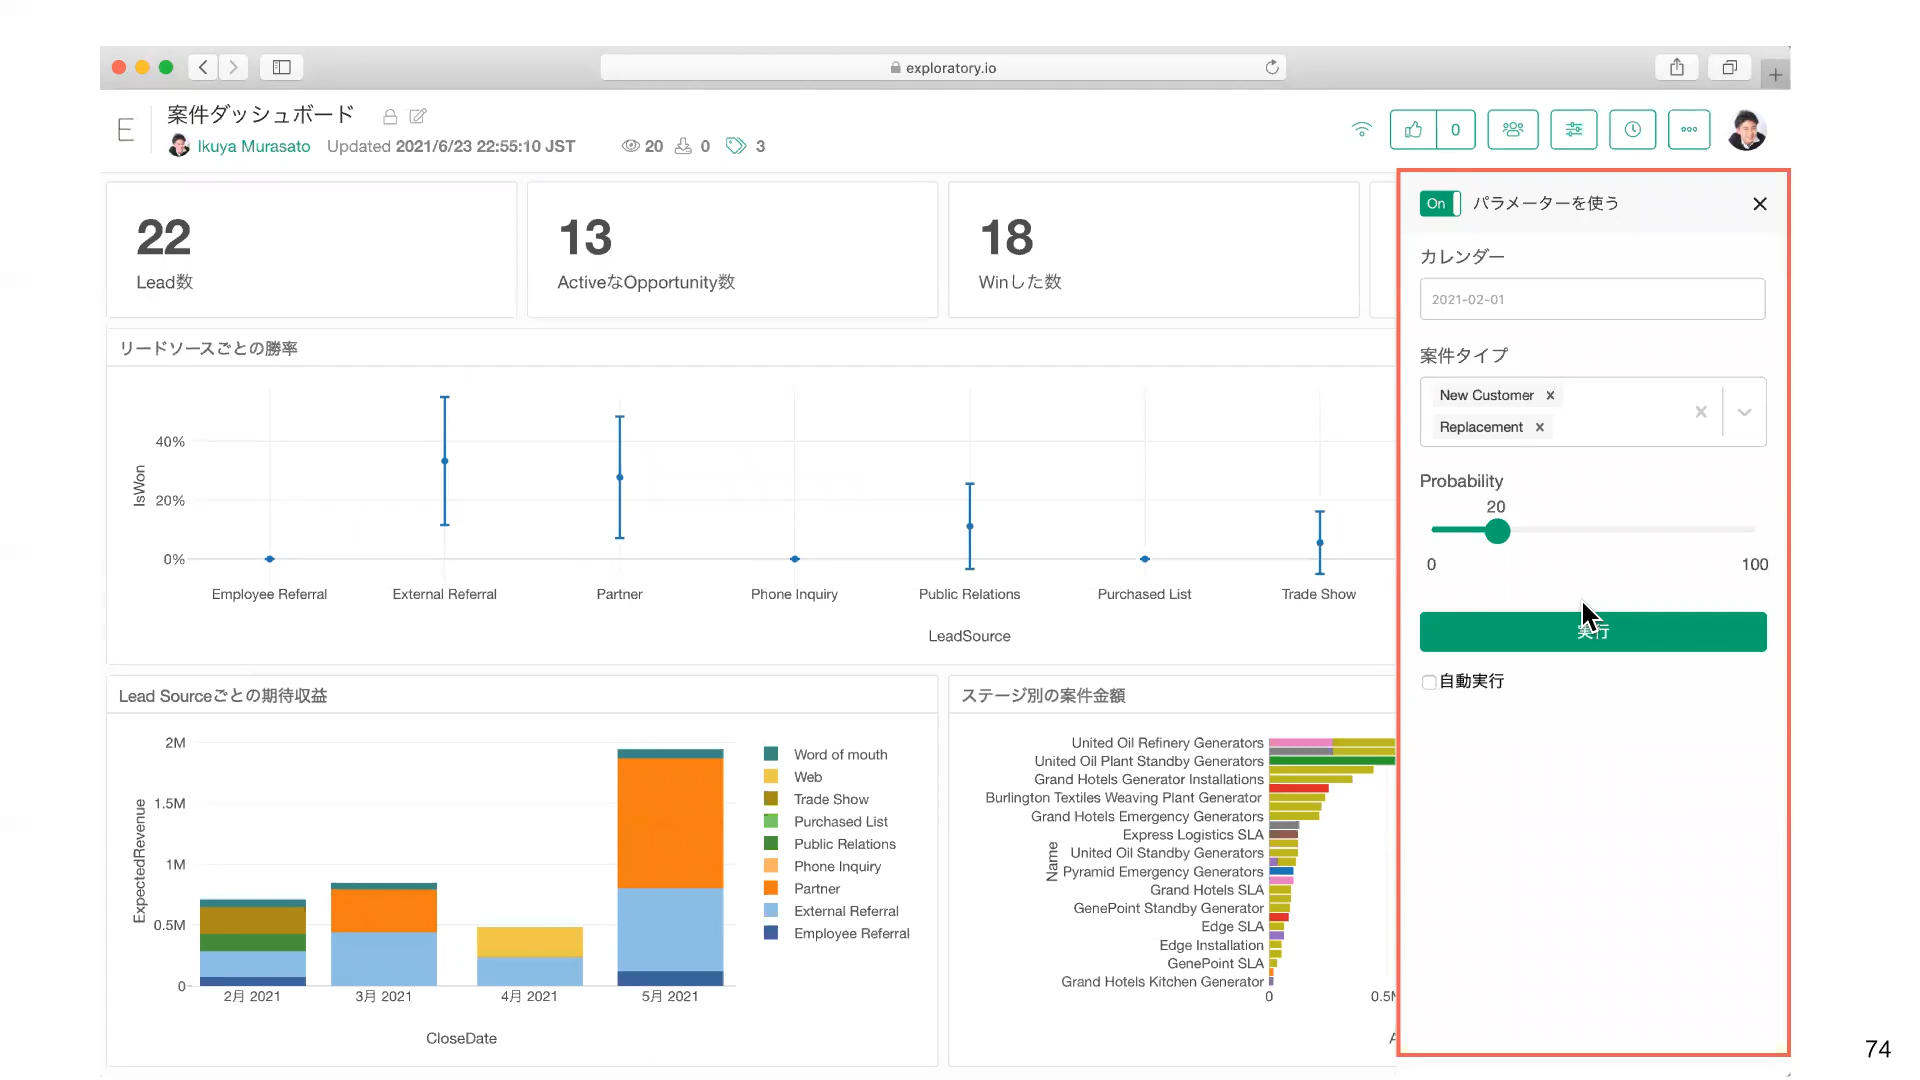 exploratory.io
E
案件ダッシュボード
Ikuya Murasato Updated 2021/6/23 22:55:10 JST 20 0 3
0
22
Lead数
13
ActiveなOpportunity数
18
Winした数
リードソースごとの勝率
IsWon
40%
20%
0%
Employee Referral
External Referral
Partner
Phone Inquiry
Public Relations
Purchased List
Trade Show
LeadSource
Lead Sourceごとの期待収益
ExpectedRevenue
2M
1.5M
1M
0.5M
0
2月 2021
3月 2021
4月 2021
5月 2021
CloseDate
Word of mouth
Web
Trade Show
Purchased List
Public Relations
Phone Inquiry
Partner
External Referral
Employee Referral
ステージ別の案件金額
Name
United Oil Refinery Generators
United Oil Plant Standby Generators
Grand Hotels Generator Installations
Burlington Textiles Weaving Plant Generator
Grand Hotels Emergency Generators
Express Logistics SLA
United Oil Standby Generators
Pyramid Emergency Generators
Grand Hotels SLA
GenePoint Standby Generator
Edge SLA
Edge Installation
GenePoint SLA
Grand Hotels Kitchen Generator
0
0.5M
On パラメーターを使う
カレンダー
2021-02-01
案件タイプ
New Customer
Replacement
Probability
20
0
100
実行
自動実行
74